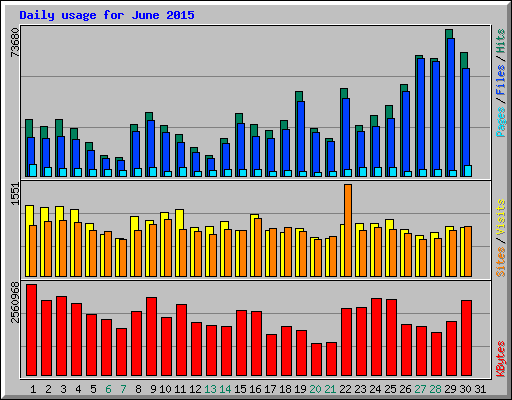 Daily usage for June 2015
73680
1551
2560968
Pages / Files / Hits
Sites / Visits
KBytes
1 2 3 4 5 6 7 8 9 10 11 12 13 14 15 16 17 18 19 20 21 22 23 24 25 26 27 28 29 30 31